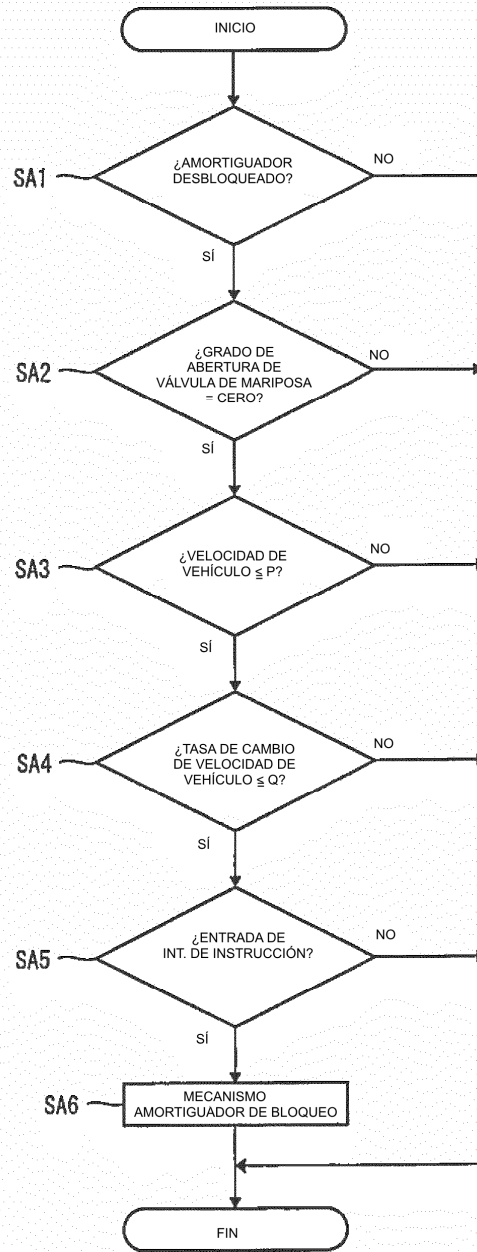 INICIO
¿AMORTIGUADOR
DESBLOQUEADO?
NO
SA1
SÍ
¿GRADO DE
ABERTURA DE
VÁLVULA DE MARIPOSA
= CERO?
NO
SA2
SÍ
¿VELOCIDAD DE
VEHÍCULO ≦ P?
NO
SA3
SÍ
¿TASA DE CAMBIO
DE VELOCIDAD DE
VEHÍCULO ≦ Q?
NO
SA4
SÍ
¿ENTRADA DE
INT. DE INSTRUCCIÓN?
NO
SA5
SÍ
MECANISMO
AMORTIGUADOR DE BLOQUEO
SA6
FIN